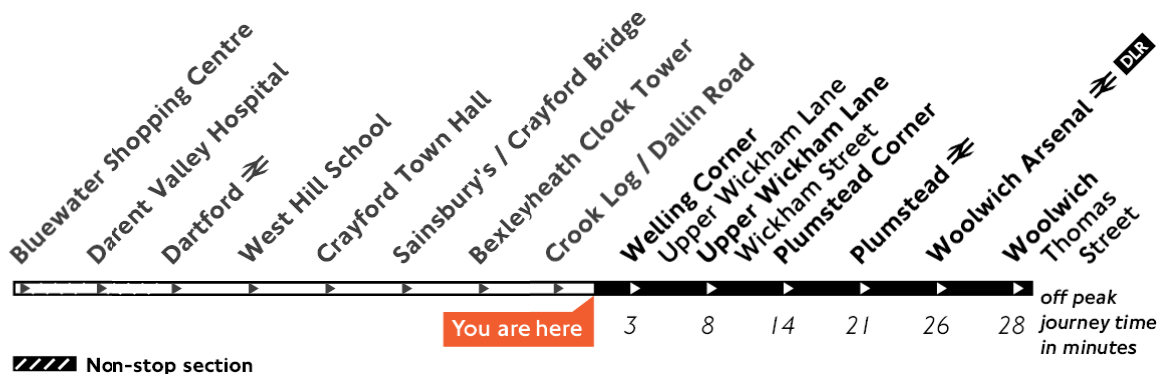 Bluewater Shopping Centre
Darent Valley Hospital
Dartford
West Hill School
Crayford Town Hall
Sainsbury's / Crayford Bridge
Bexleyheath Clock Tower
Crook Log / Dallin Road
Welling Corner
Upper Wickham Lane
Upper Wickham Lane
Wickham Street
Plumstead Corner
Plumstead
Woolwich Arsenal DLR
Woolwich
Thomas
Street
You are here
3 8 14 21 26 28
off peak
journey time
in minutes
Non-stop section